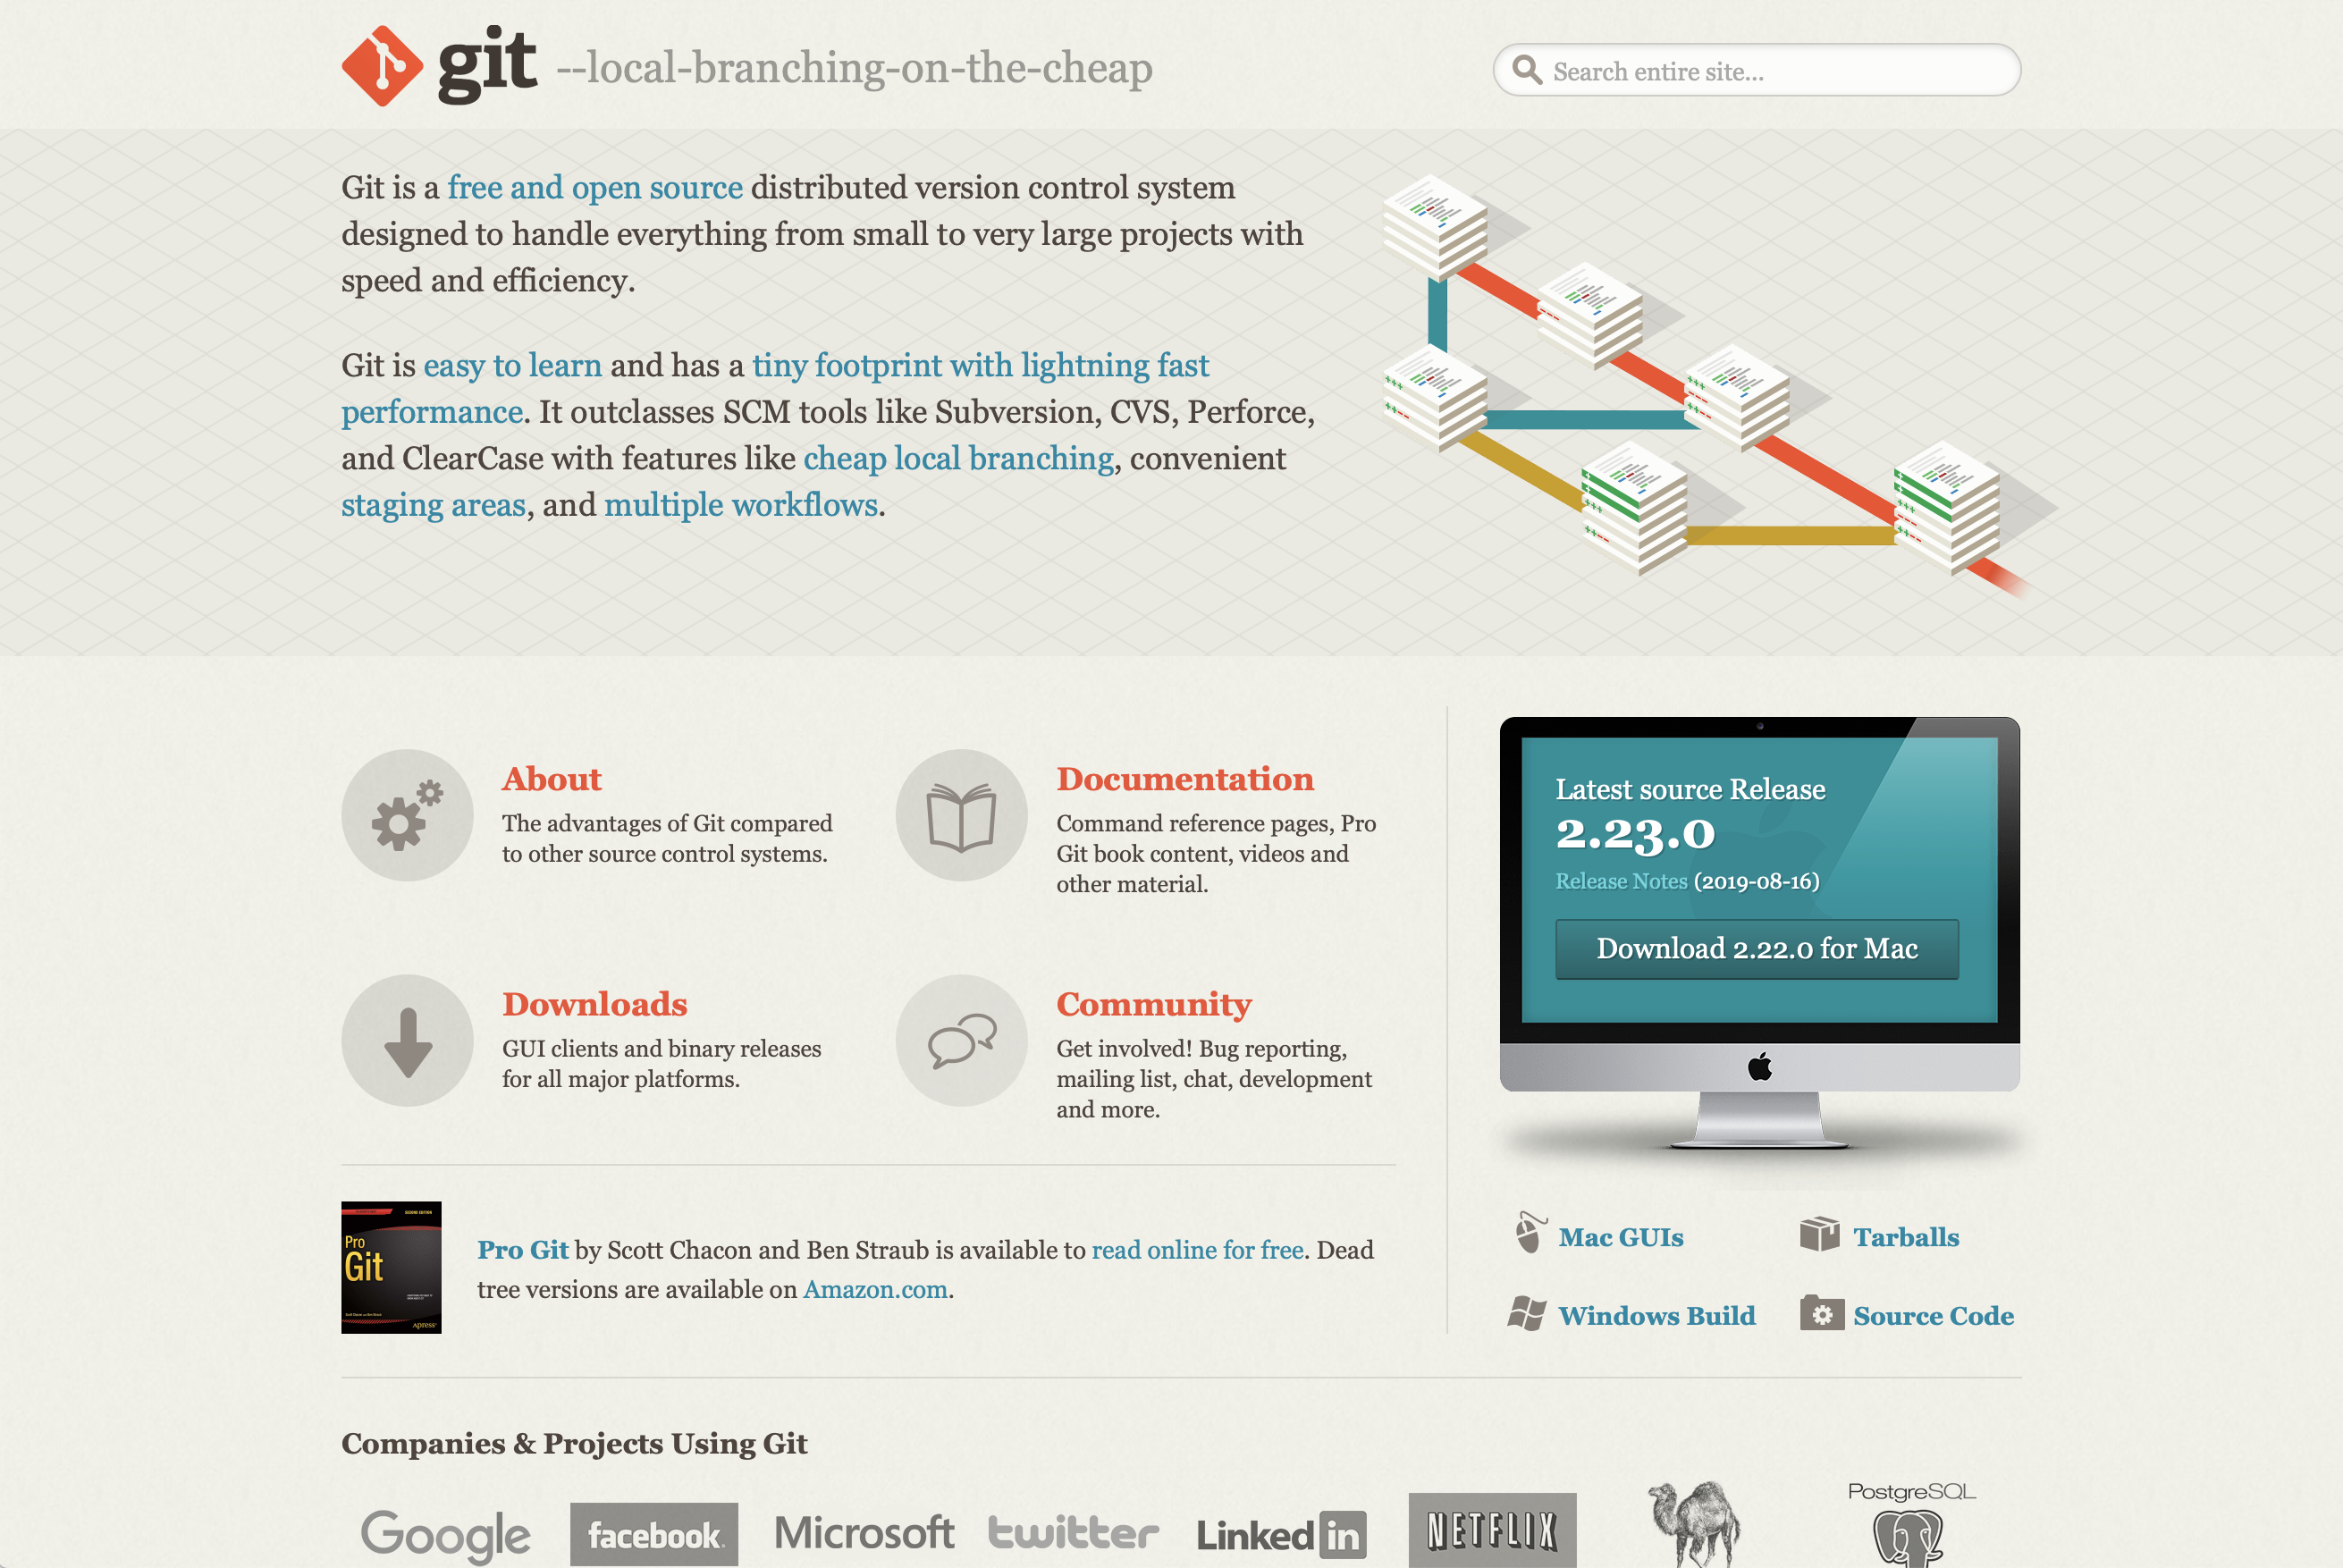 git --local-branching-on-the-cheap
Search entire site...
Git is a free and open source distributed version control system
designed to handle everything from small to very large projects with
speed and efficiency.
Git is easy to learn and has a tiny footprint with lightning fast
performance. It outclasses SCM tools like Subversion, CVS, Perforce,
and ClearCase with features like cheap local branching, convenient
staging areas, and multiple workflows.
About
The advantages of Git compared
to other source control systems.
Documentation
Command reference pages, Pro
Git book content, videos and
other material.
Downloads
GUI clients and binary releases
for all major platforms.
Community
Get involved! Bug reporting,
mailing list, chat, development
and more.
Latest source Release
2.23.0
Release Notes (2019-08-16)
Download 2.22.0 for Mac
Pro
Git
Apress
Pro Git by Scott Chacon and Ben Straub is available to read online for free. Dead
tree versions are available on Amazon.com.
Mac GUIs
Tarballs
Windows Build
Source Code
Companies & Projects Using Git
Google
facebook
Microsoft
twitter
Linked in
NETFLIX
PostgreSQL